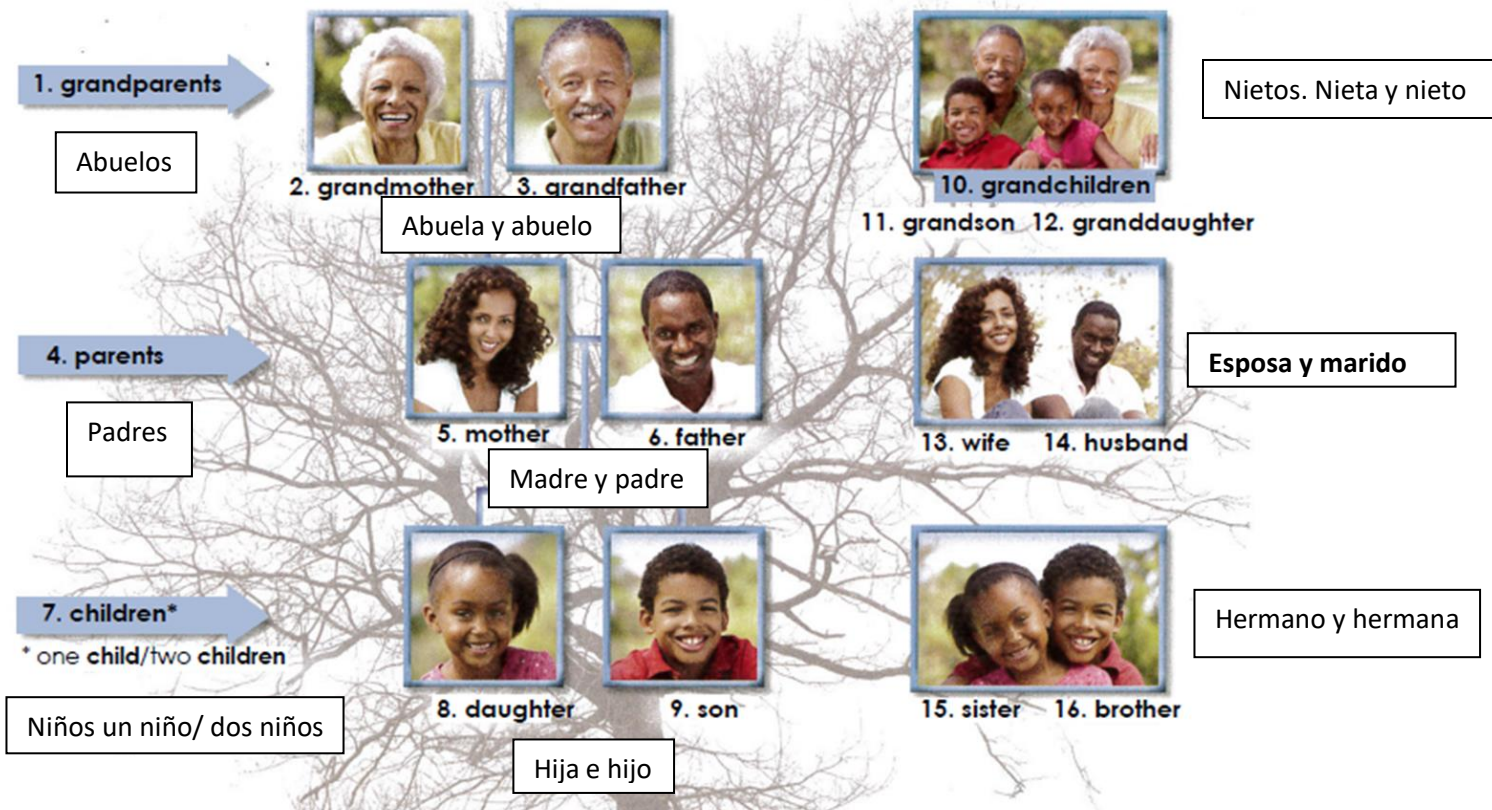 1. grandparents
Abuelos
2. grandmother 3. grandfather
Abuela y abuelo
10. grandchildren
11. grandson 12. granddaughter
Nietos. Nieta y nieto
4. parents
Padres
5. mother 6. father
Madre y padre
13. wife 14. husband
Esposa y marido
7. children*
* one child/two children
Niños un niño/ dos niños
8. daughter 9. son
Hija e hijo
15. sister 16. brother
Hermano y hermana